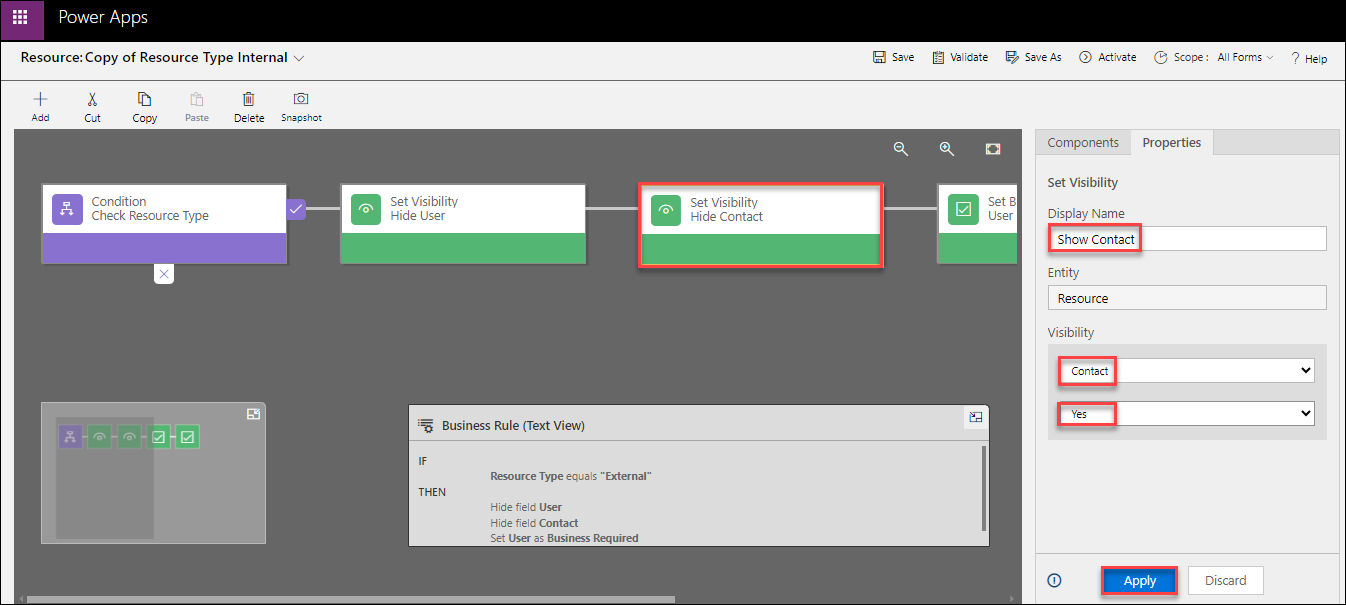 Power Apps
Resource: Copy of Resource Type Internal
Save
Validate
Save As
Activate
Scope :
All Forms
? Help
Add
Cut
Copy
Paste
Delete
Snapshot
Condition
Check Resource Type
Set Visibility
Hide User
Set Visibility
Hide Contact
Set B
User
Components
Properties
Set Visibility
Display Name
Show Contact
Entity
Resource
Visibility
Contact
Yes
Business Rule (Text View)
IF
Resource Type equals "External"
THEN
Hide field User
Hide field Contact
Set User as Business Required
Apply
Discard